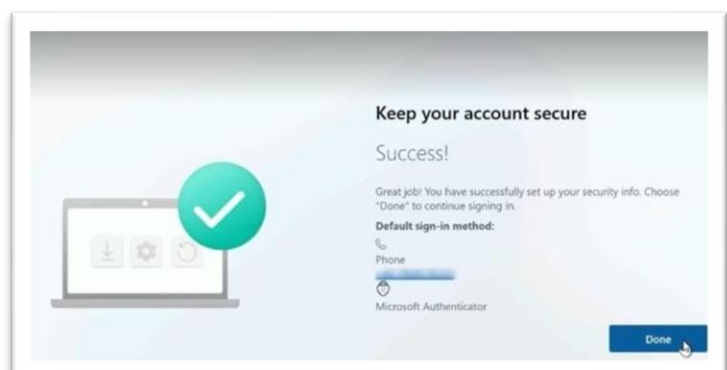 Keep your account secure
Success!
Great job! You have successfully set up your security info. Choose
"Done" to continue signing in.
Default sign-in method:
Phone
Microsoft Authenticator
Done